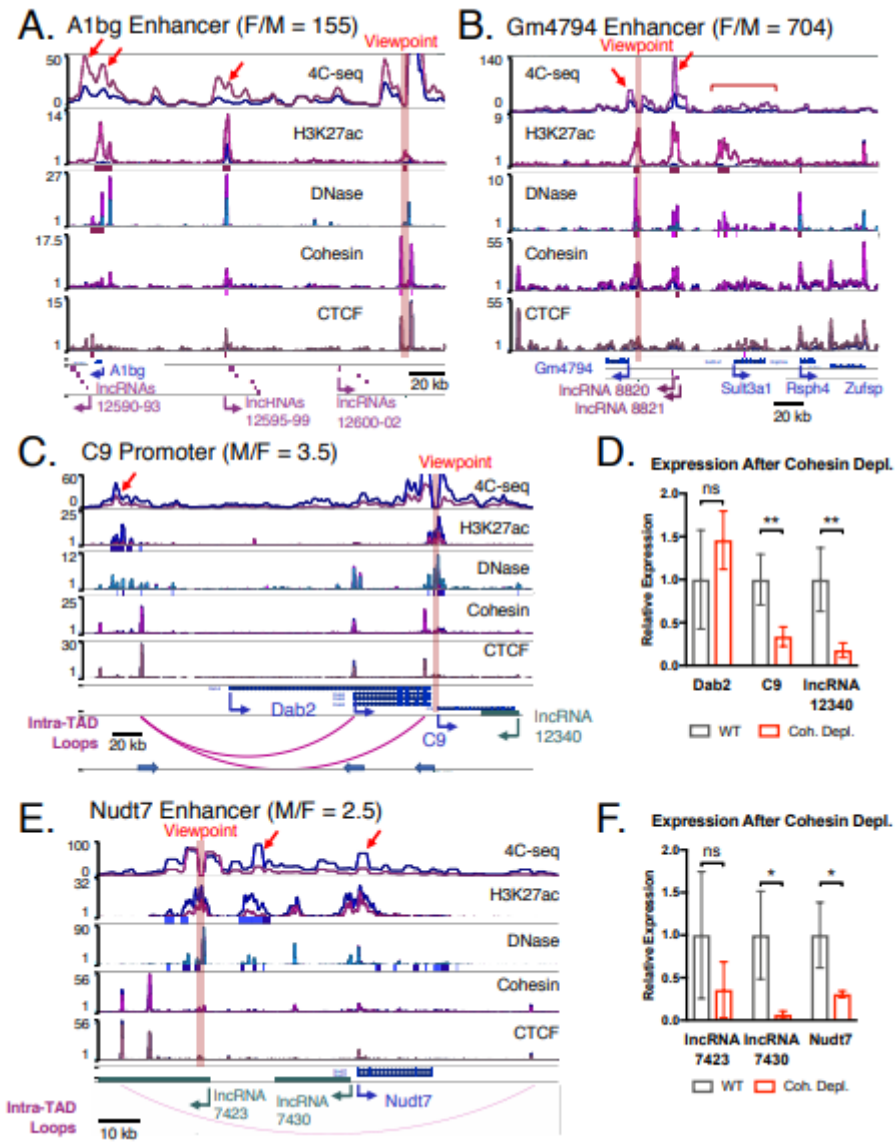 A. A1bg Enhancer (F/M = 155)
Viewpoint
50
0
4C-seq
14
1
H3K27ac
27
1
DNase
17.5
1
Cohesin
15
1
CTCF
A1bg
20 kb
lncRNAs
12590-93
lncRNAs
12595-99
lncRNAs
12600-02
B. Gm4794 Enhancer (F/M = 704)
Viewpoint
140
0
4C-seq
9
1
H3K27ac
10
1
DNase
55
1
Cohesin
55
1
CTCF
Gm4794
lncRNA 8820
lncRNA 8821
Sult3a1
Rsph4
Zufsp
20 kb
C. C9 Promoter (M/F = 3.5)
Viewpoint
60
0
4C-seq
25
1
H3K27ac
12
1
DNase
25
1
Cohesin
30
1
CTCF
Dab2
C9
lncRNA
12340
Intra-TAD
Loops
20 kb
D. Expression After Cohesin Depl.
Relative Expression
2.0
1.5
1.0
0.5
0.0
ns
**
**
Dab2
C9
lncRNA
12340
WT
Coh. Depl.
E. Nudt7 Enhancer (M/F = 2.5)
Viewpoint
100
0
4C-seq
32
1
H3K27ac
90
1
DNase
56
1
Cohesin
56
1
CTCF
lncRNA
7423
lncRNA
7430
Nudt7
Intra-TAD
Loops
10 kb
F. Expression After Cohesin Depl.
Relative Expression
2.0
1.5
1.0
0.5
0.0
ns
*
*
lncRNA
7423
lncRNA
7430
Nudt7
WT
Coh. Depl.